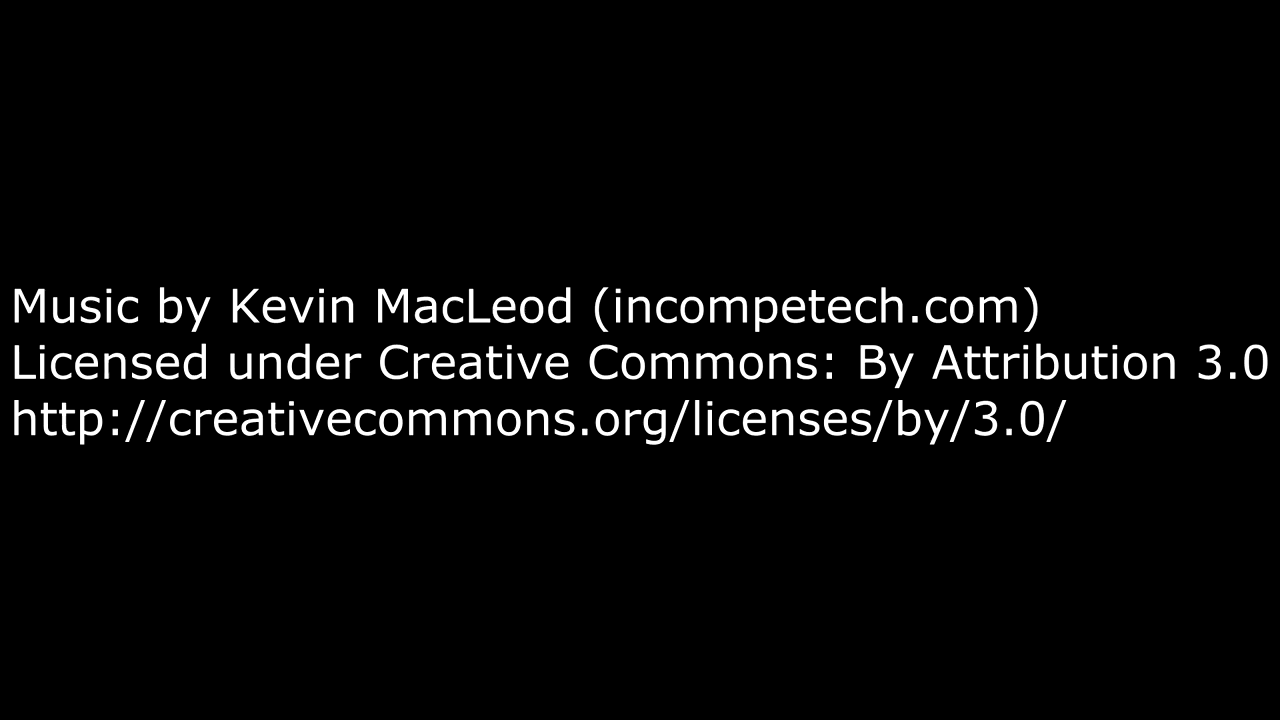 Music by Kevin MacLeod (incompetech.com)
Licensed under Creative Commons: By Attribution 3.0
http://creativecommons.org/licenses/by/3.0/